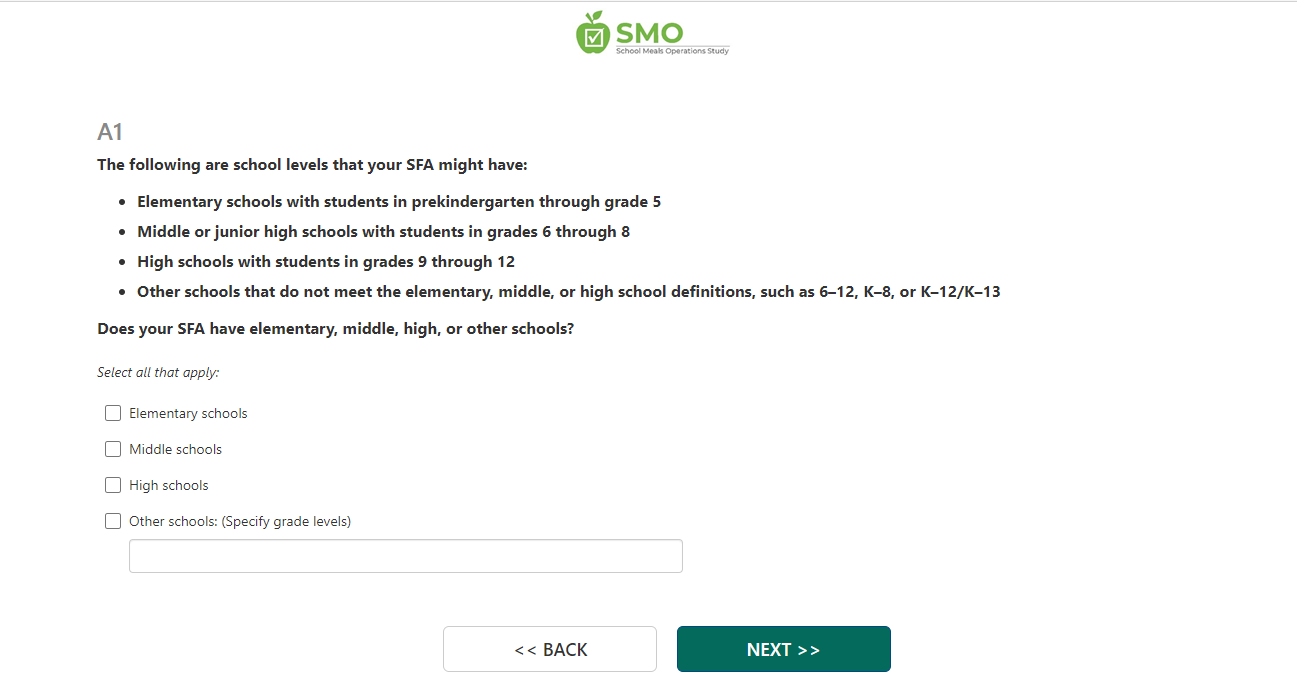 SMO
School Meals Operations Study
A1
The following are school levels that your SFA might have:
• Elementary schools with students in prekindergarten through grade 5
• Middle or junior high schools with students in grades 6 through 8
• High schools with students in grades 9 through 12
• Other schools that do not meet the elementary, middle, or high school definitions, such as 6–12, K–8, or K–12/K–13
Does your SFA have elementary, middle, high, or other schools?
Select all that apply:
Elementary schools
Middle schools
High schools
Other schools: (Specify grade levels)
<< BACK
NEXT >>